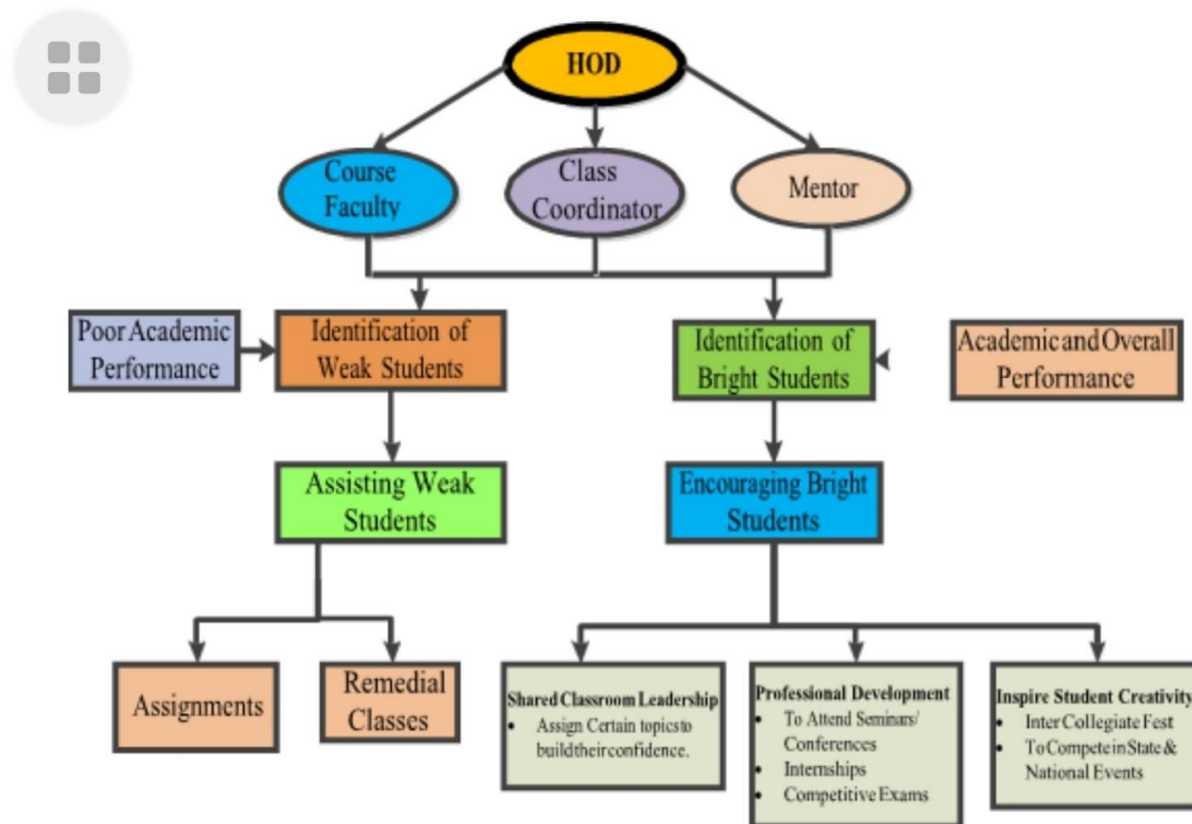 HOD
Course
Faculty
Class
Coordinator
Mentor
Poor Academic
Performance
Identification of
Weak Students
Identification of
Bright Students
Academic and Overall
Performance
Assisting Weak
Students
Encouraging Bright
Students
Assignments
Remedial
Classes
Shared Classroom Leadership
• Assign Certain topics to
build their confidence.
Professional Development
• To Attend Seminars/
Conferences
• Internships
• Competitive Exams
Inspire Student Creativity
• Inter Collegiate Fest
• To Compete in State &
National Events